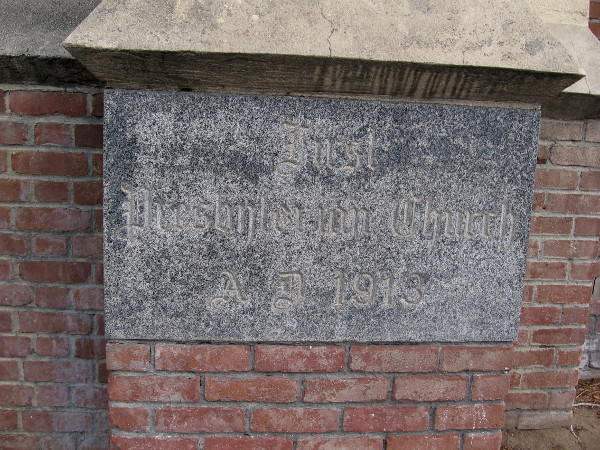 First
Presbyterian Church
A D 1913